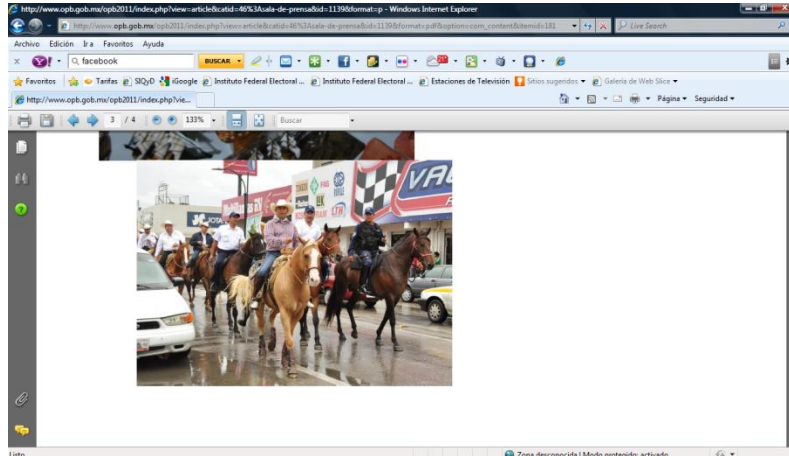 http://www.opb.gob.mx/opb2011/index.php?view=article&catid=46%3Asala-de-prensa&id=1139&format=p - Windows Internet Explorer
http://www.opb.gob.mx/opb2011/index.php?view=article&catid=46%3Asala-de-prensa&id=1139&format=pdf&option=com_content&Itemid=181
Live Search
Archivo Edición Ir a Favoritos Ayuda
facebook BUSCAR
Favoritos Tarifas SIQyD iGoogle Instituto Federal Electoral ... Instituto Federal Electoral ... Estaciones de Televisión Sitios sugeridos Galería de Web Slice
http://www.opb.gob.mx/opb2011/index.php?vie... Página Seguridad
3 / 4 133% Buscar
FAG
LTH
JC JOTA
Listo Zona desconocida | Modo protegido: activado